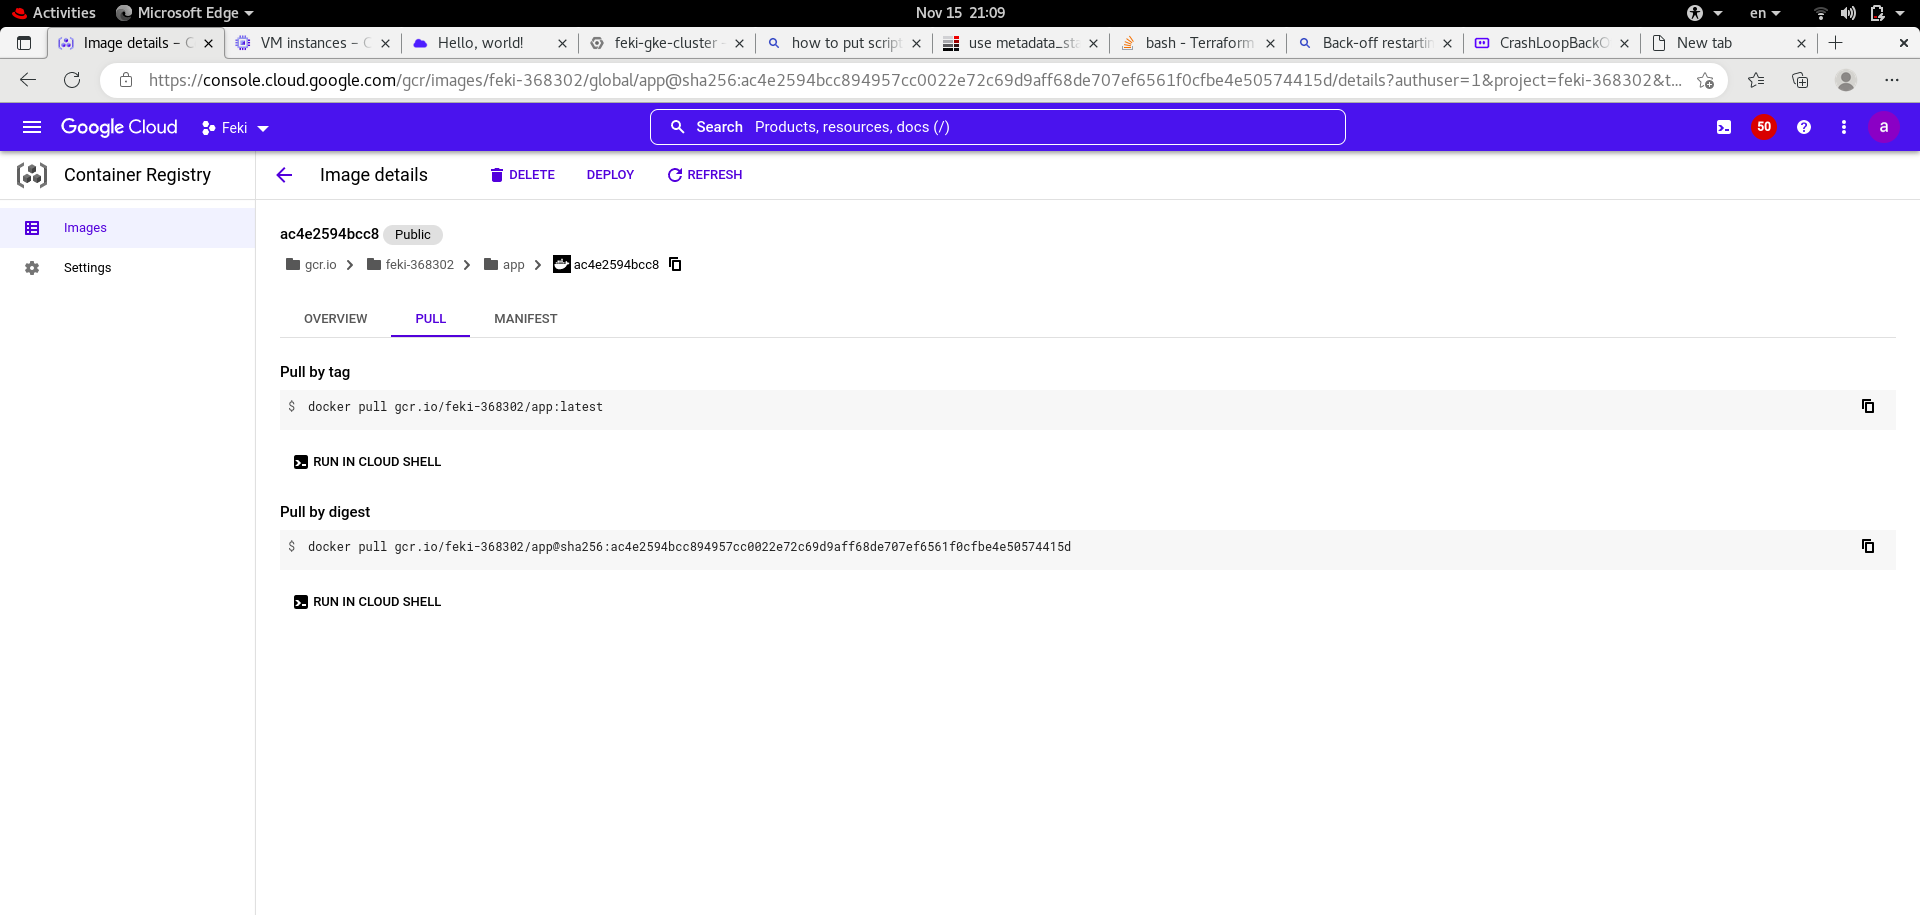 Activities Microsoft Edge Nov 15 21:09 en
Image details – C VM instances – C Hello, world! feki-gke-cluster - how to put script use metadata_sta bash - Terraform Back-off restartin CrashLoopBackO New tab
https://console.cloud.google.com/gcr/images/feki-368302/global/app@sha256:ac4e2594bcc894957cc0022e72c69d9aff68de707ef6561f0cfbe4e50574415d/details?authuser=1&project=feki-368302&t...
Google Cloud Feki Search Products, resources, docs (/) 50 a
Container Registry Image details DELETE DEPLOY REFRESH
Images
Settings
ac4e2594bcc8 Public
gcr.io feki-368302 app ac4e2594bcc8
OVERVIEW PULL MANIFEST
Pull by tag
$ docker pull gcr.io/feki-368302/app:latest
RUN IN CLOUD SHELL
Pull by digest
$ docker pull gcr.io/feki-368302/app@sha256:ac4e2594bcc894957cc0022e72c69d9aff68de707ef6561f0cfbe4e50574415d
RUN IN CLOUD SHELL